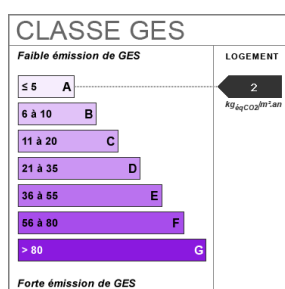 CLASSE GES
Faible émission de GES
LOGEMENT
≤ 5 A
2
kgéqCO2/m².an
6 à 10 B
11 à 20 C
21 à 35 D
36 à 55 E
56 à 80 F
> 80 G
Forte émission de GES